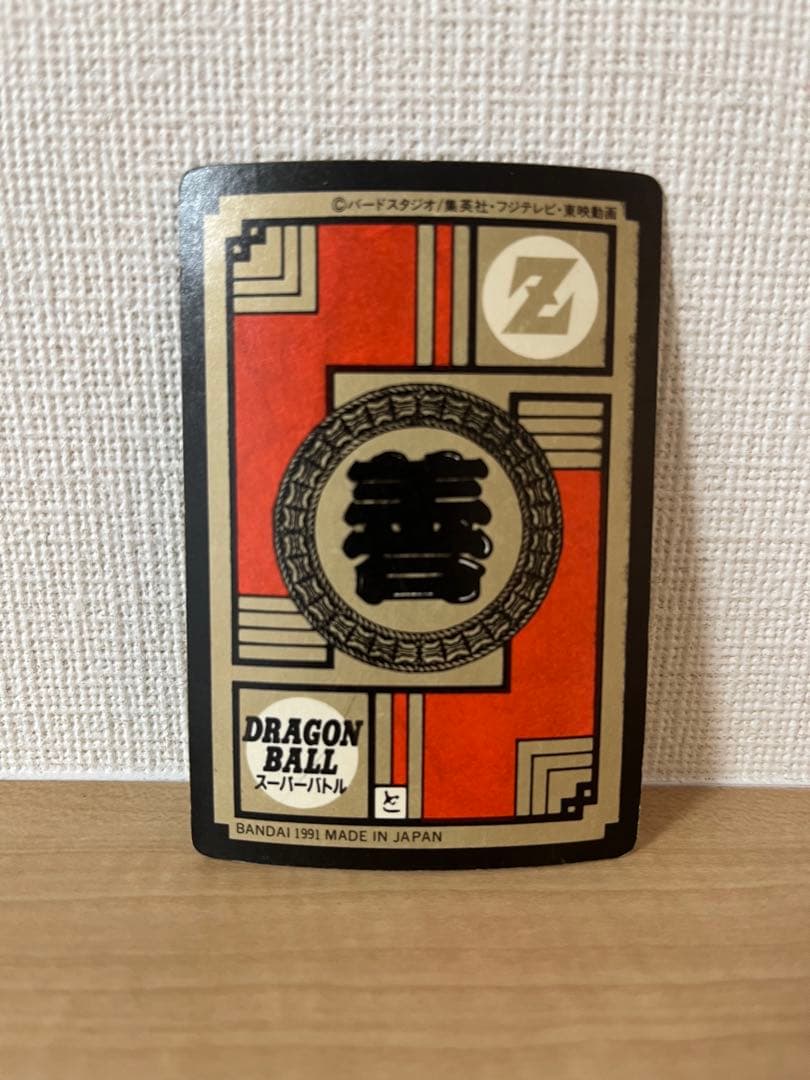 ©バードスタジオ/集英社・フジテレビ・東映動画
Z
善
DRAGON
BALL
スーパーバトル
と
BANDAI 1991 MADE IN JAPAN